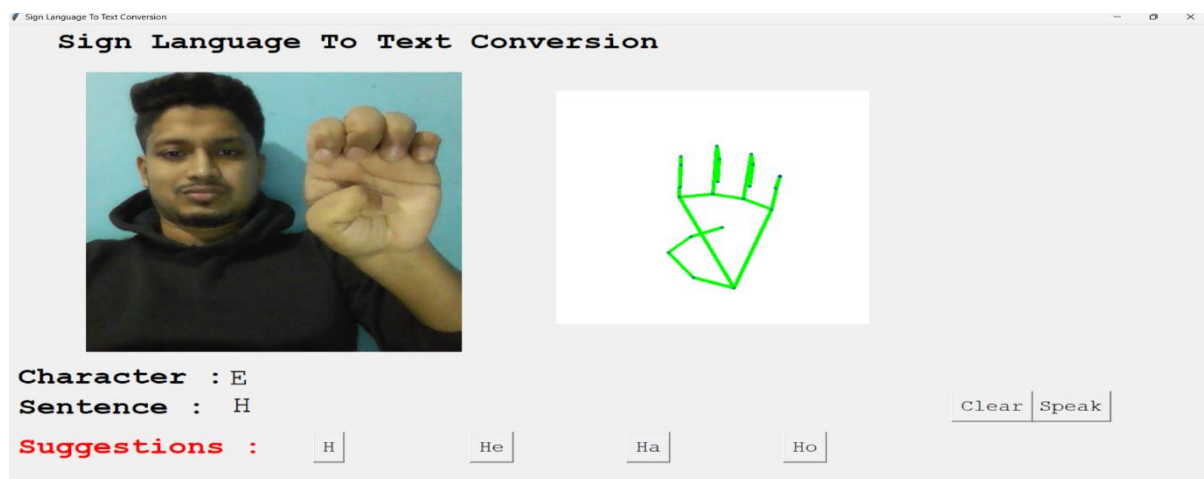 Sign Language To Text Conversion
Sign Language To Text Conversion
Character : E
Sentence : H
Clear Speak
Suggestions : H He Ha Ho